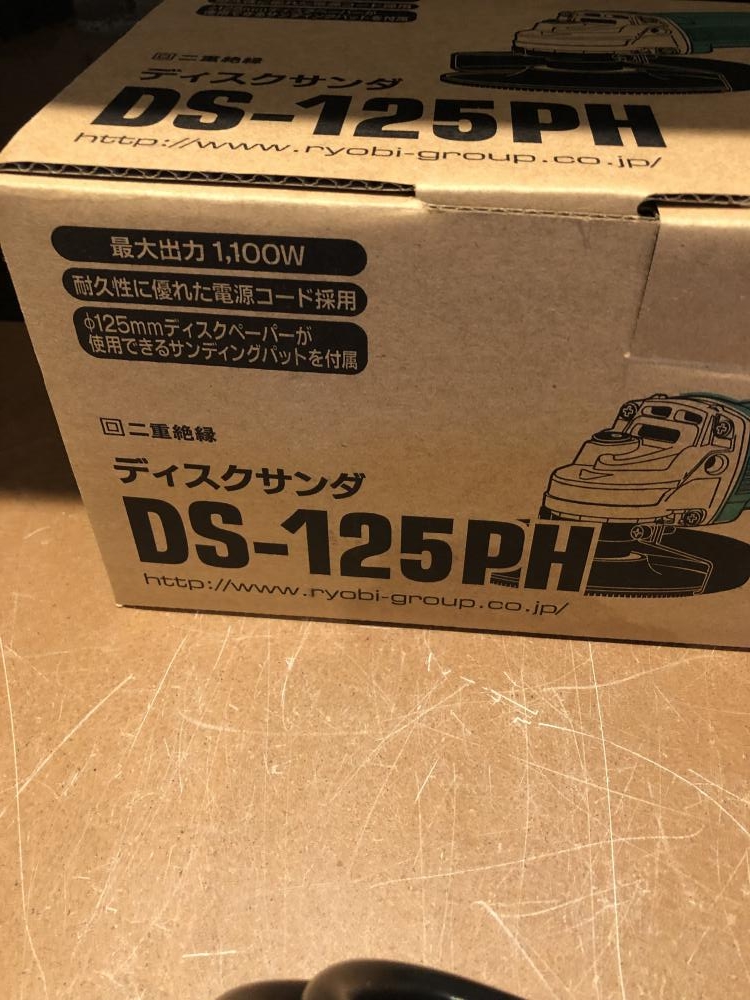 回二重絶縁
ディスクサンダ
DS-125PH
http://www.ryobi-group.co.jp/
最大出力1,100W
耐久性に優れた電源コード採用
φ125mmディスクペーパーが
使用できるサンディングパットを付属
回二重絶縁
ディスクサンダ
DS-125PH
http://www.ryobi-group.co.jp/